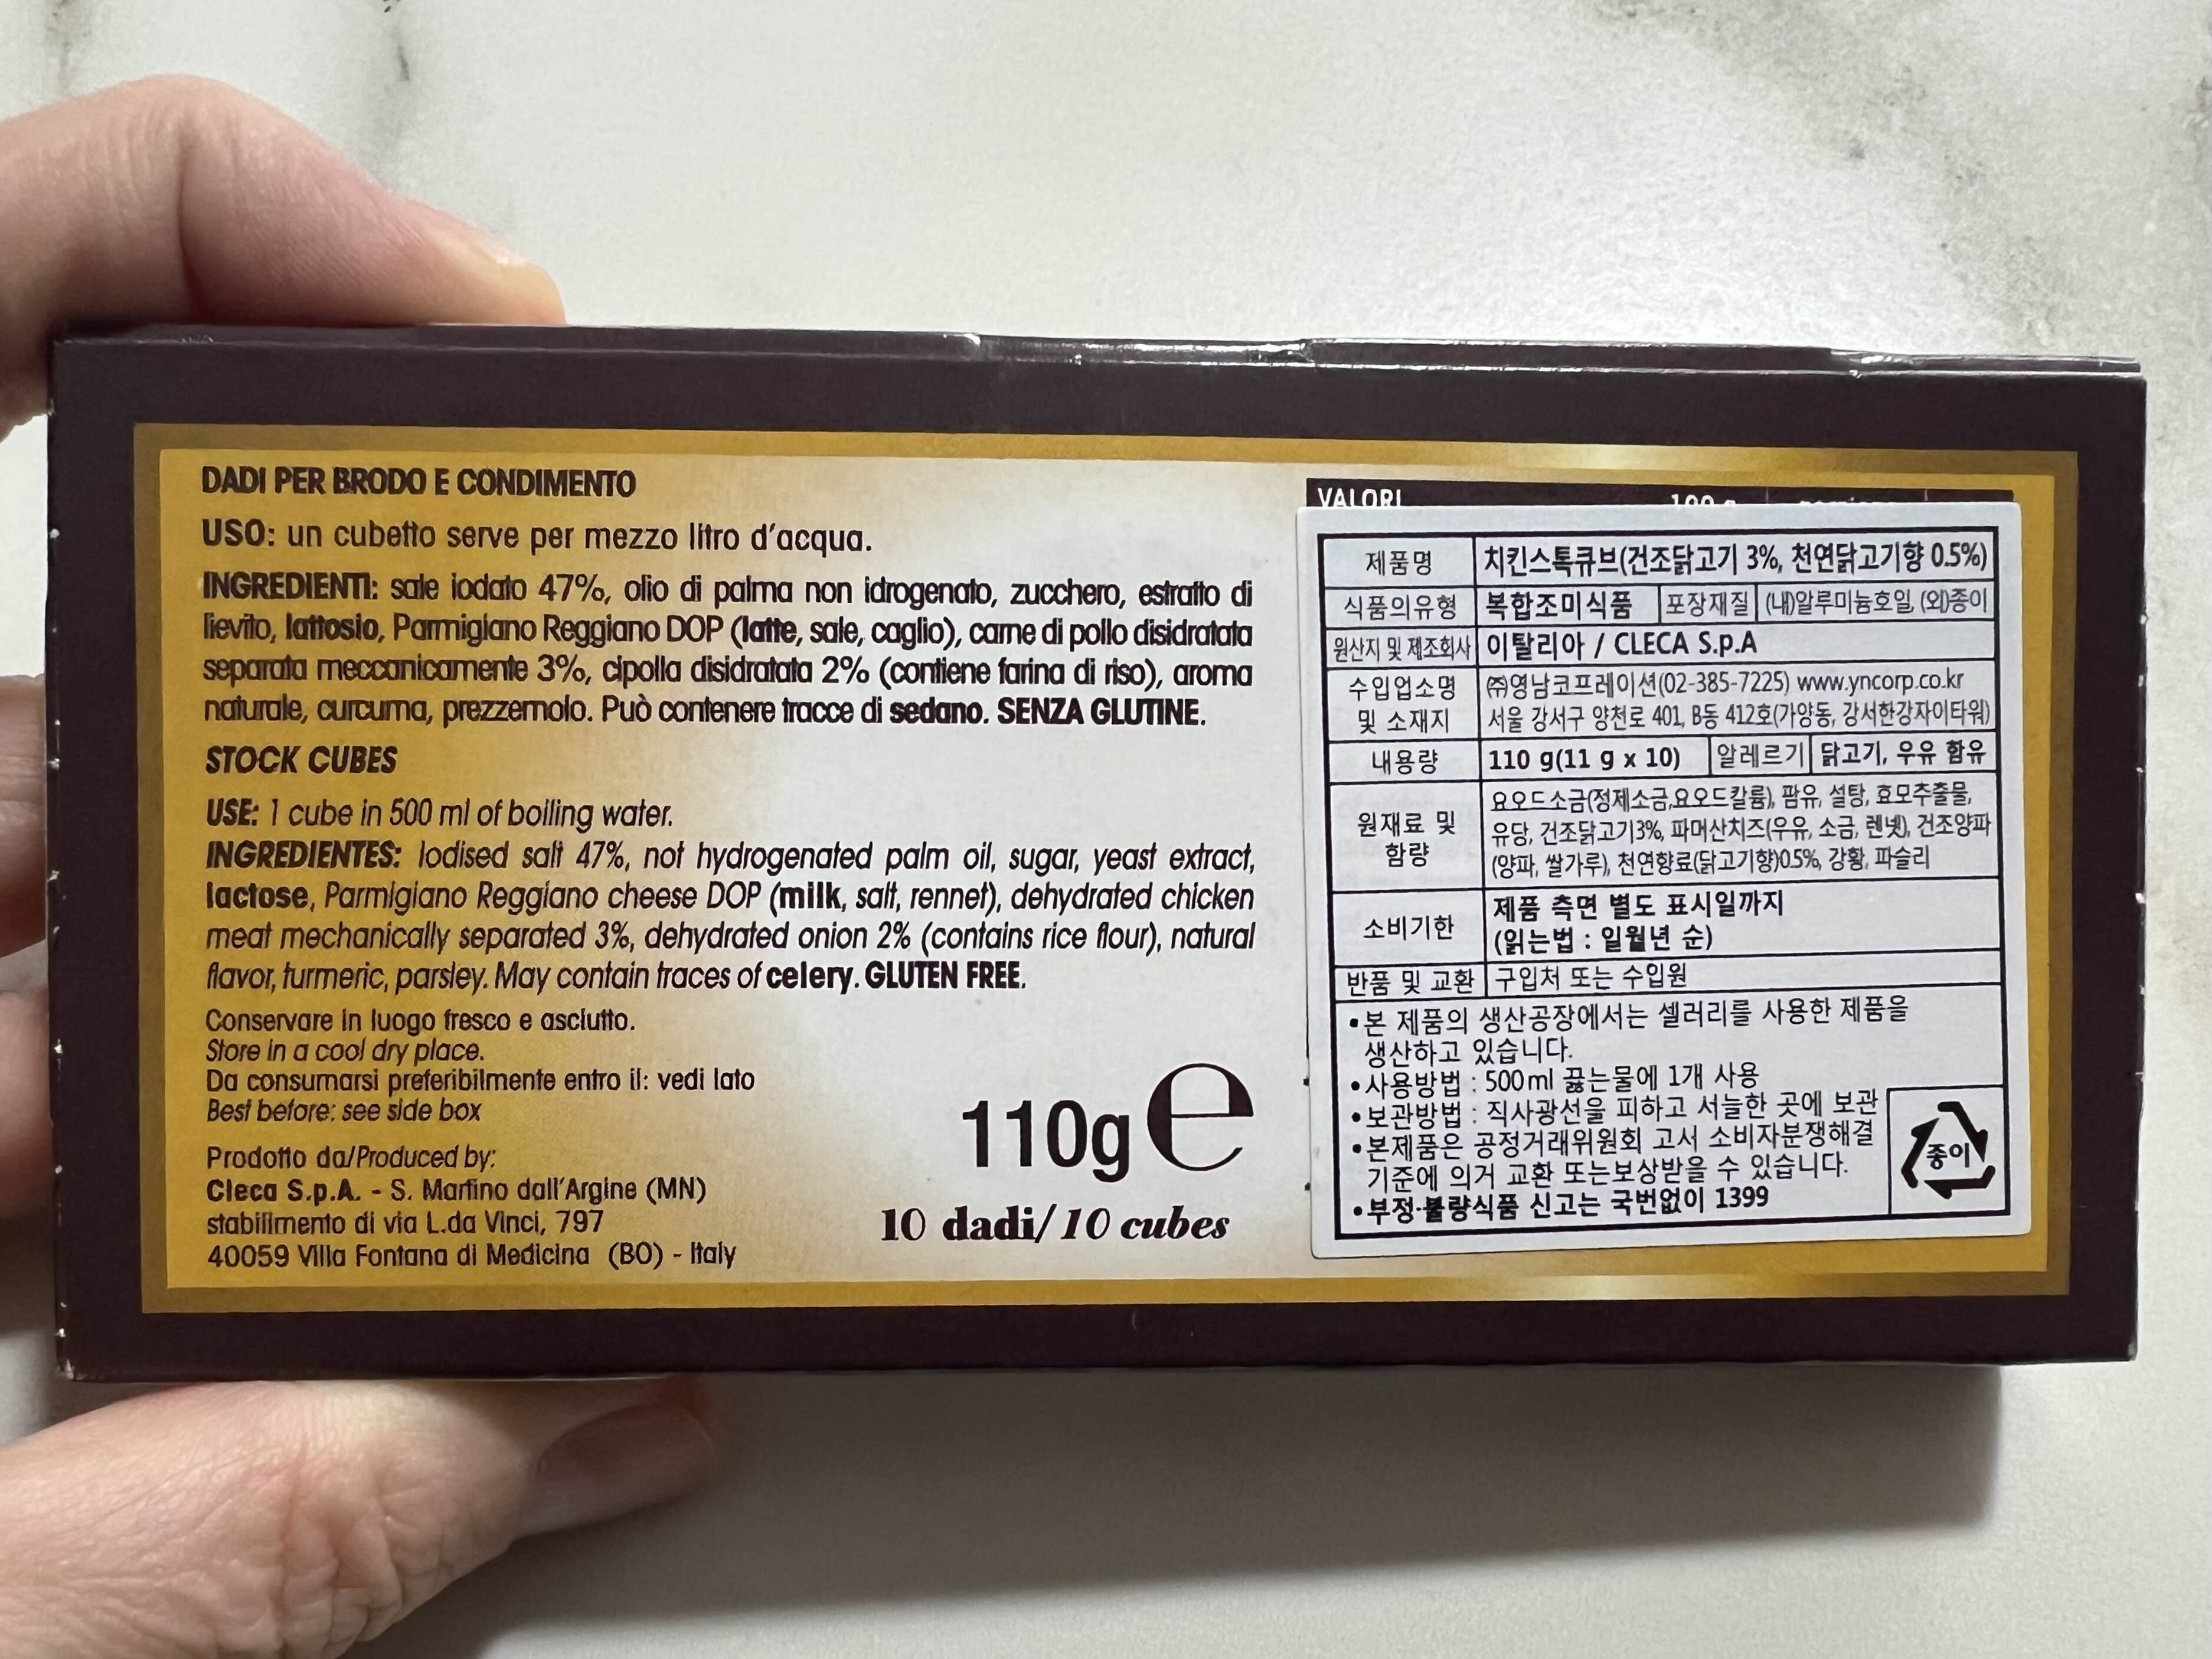 DADI PER BRODO E CONDIMENTO
USO: un cubetto serve per mezzo litro d'acqua.
INGREDIENTI: sale iodato 47%, olio di palma non idrogenato, zucchero, estratto di
lievito, lattosio, Parmigiano Reggiano DOP (latte, sale, caglio), carne di pollo disidratata
separata meccanicamente 3%, cipolla disidratata 2% (contiene farina di riso), aroma
naturale, curcuma, prezzemolo. Può contenere tracce di sedano. SENZA GLUTINE.
STOCK CUBES
USE: 1 cube in 500 ml of boiling water.
INGREDIENTES: Iodised salt 47%, not hydrogenated palm oil, sugar, yeast extract,
lactose, Parmigiano Reggiano cheese DOP (milk, salt, rennet), dehydrated chicken
meat mechanically separated 3%, dehydrated onion 2% (contains rice flour), natural
flavor, turmeric, parsley. May contain traces of celery. GLUTEN FREE.
Conservare in luogo fresco e asciutto.
Store in a cool dry place.
Da consumarsi preferibilmente entro il: vedi lato
Best before: see side box
Prodotto da/Produced by:
Cleca S.p.A. - S. Martino dall'Argine (MN)
stabilimento di via L.da Vinci, 797
40059 Villa Fontana di Medicina (BO) - Italy
110g e
10 dadi/10 cubes
VALORI 100 g
제품명 치킨스톡큐브(건조닭고기 3%, 천연닭고기향 0.5%)
식품의유형 복합조미식품 포장재질 (내)알루미늄호일, (외)종이
원산지 및 제조회사 이탈리아 / CLECA S.p.A
수입업소명 ㈜영남코프레이션(02-385-7225) www.yncorp.co.kr
및 소재지 서울 강서구 양천로 401, B동 412호(가양동, 강서한강자이타워)
내용량 110 g(11 g x 10) 알레르기 닭고기, 우유 함유
원재료 및 요오드소금(정제소금,요오드칼륨), 팜유, 설탕, 효모추출물,
유당, 건조닭고기3%, 파머산치즈(우유, 소금, 렌넷), 건조양파
함량 (양파, 쌀가루), 천연향료(닭고기향)0.5%, 강황, 파슬리
소비기한 제품 측면 별도 표시일까지
(읽는법 : 일월년 순)
반품 및 교환 구입처 또는 수입원
•본 제품의 생산공장에서는 셀러리를 사용한 제품을
생산하고 있습니다.
•사용방법 : 500ml 끓는물에 1개 사용
•보관방법 : 직사광선을 피하고 서늘한 곳에 보관
•본제품은 공정거래위원회 고서 소비자분쟁해결
기준에 의거 교환 또는보상받을 수 있습니다.
•부정·불량식품 신고는 국번없이 1399
종이